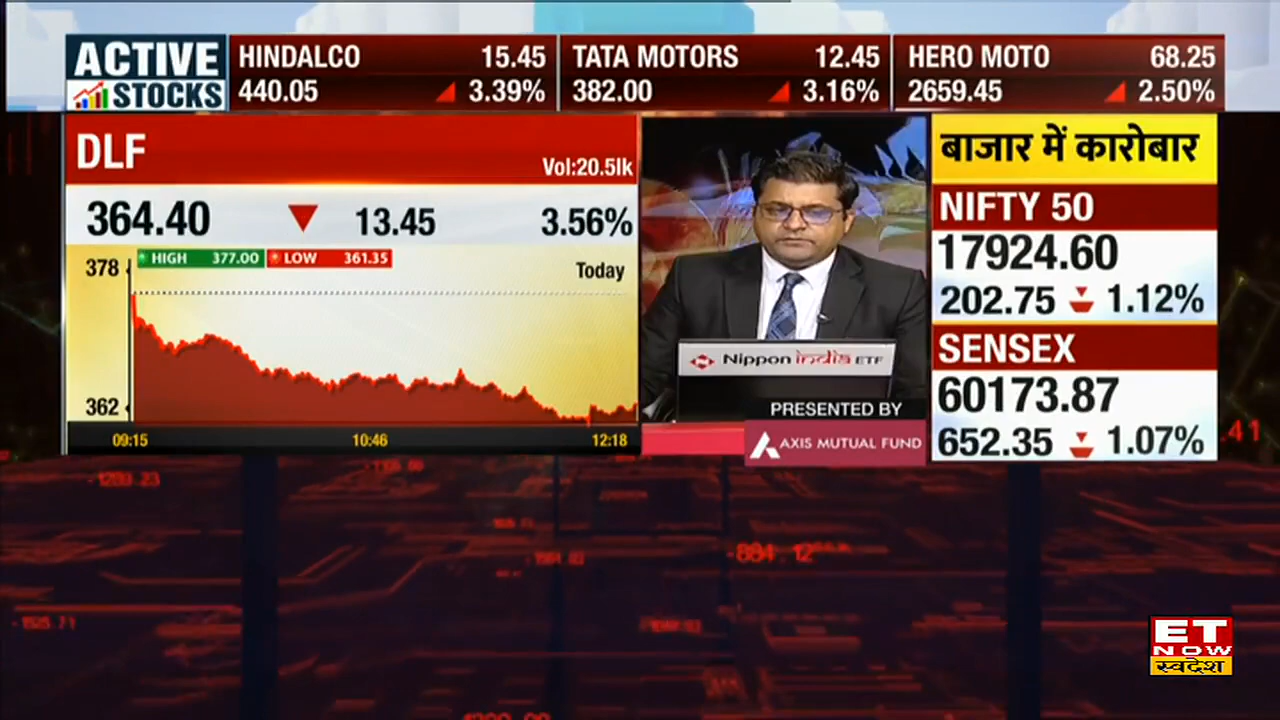 ACTIVE
STOCKS
HINDALCO 15.45
440.05 3.39%
TATA MOTORS 12.45
382.00 3.16%
HERO MOTO 68.25
2659.45 2.50%
DLF
Vol:20.5lk
364.40 13.45 3.56%
HIGH 377.00 LOW 361.35
Today
378
362
09:15 10:46 12:18
Nippon india ETF
PRESENTED BY
AXIS MUTUAL FUND
बाजार में कारोबार
NIFTY 50
17924.60
202.75 1.12%
SENSEX
60173.87
652.35 1.07%
.41
ET
NOW
स्वदेश